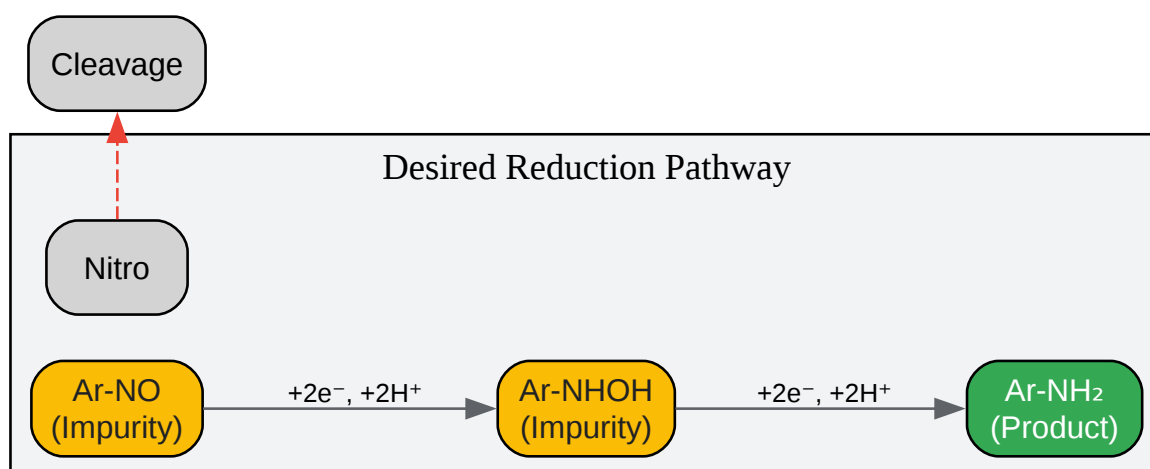 Cleavage
Desired Reduction Pathway
Nitro
Ar-NO
(Impurity)
+2e⁻, +2H⁺
Ar-NHOH
(Impurity)
+2e⁻, +2H⁺
Ar-NH₂
(Product)